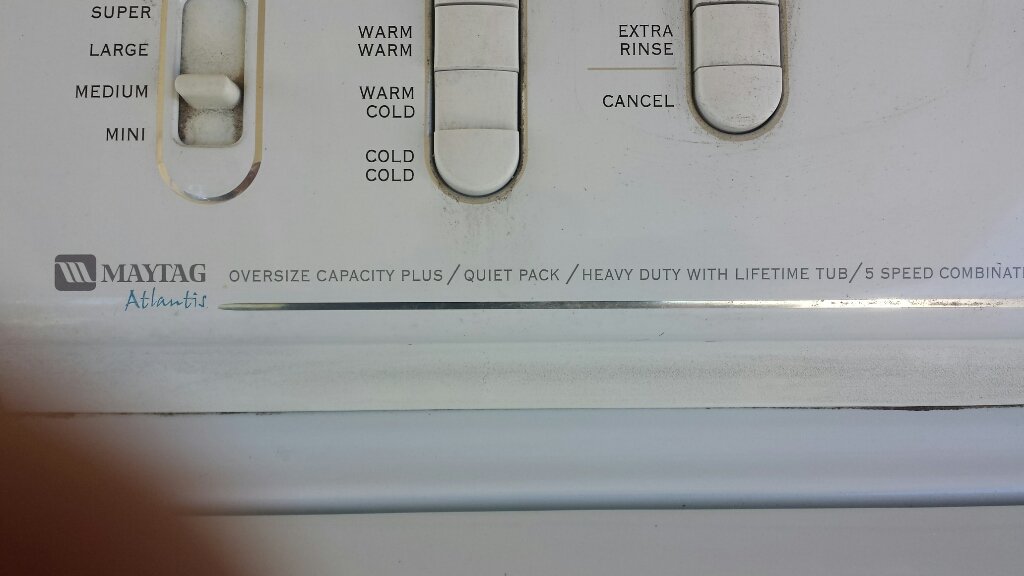 SUPER
LARGE
MEDIUM
MINI
WARM
WARM
WARM
COLD
COLD
COLD
EXTRA
RINSE
CANCEL
MAYTAG
Atlantis
OVERSIZE CAPACITY PLUS / QUIET PACK / HEAVY DUTY WITH LIFETIME TUB / 5 SPEED COMBINATI